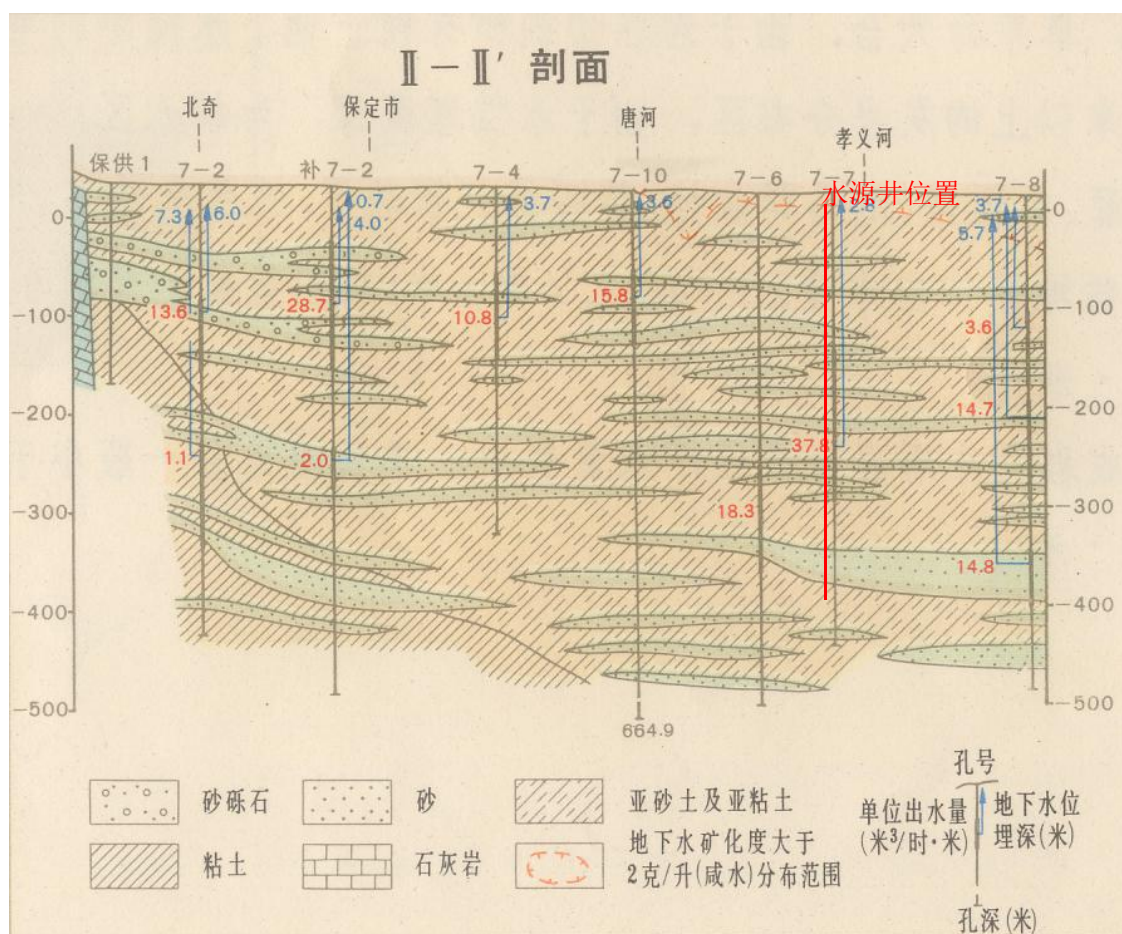 Ⅱ—Ⅱ′ 剖面
北奇
保定市
唐河
孝义河
保供1
7－2
补7－2
7－4
7－10
7－6
7－7
7－8
水源井位置
0
－100
－200
－300
－400
－500
0
－100
－200
－300
－400
－500
7.3
6.0
0.7
4.0
3.7
3.6
3.7
5.7
13.6
28.7
10.8
15.8
3.6
14.7
37.8
1.1
2.0
18.3
14.8
664.9
砂砾石
砂
亚砂土及亚粘土
粘土
石灰岩
地下水矿化度大于
2克/升(咸水)分布范围
孔号
单位出水量
(米³/时·米)
地下水位
埋深(米)
孔深(米)